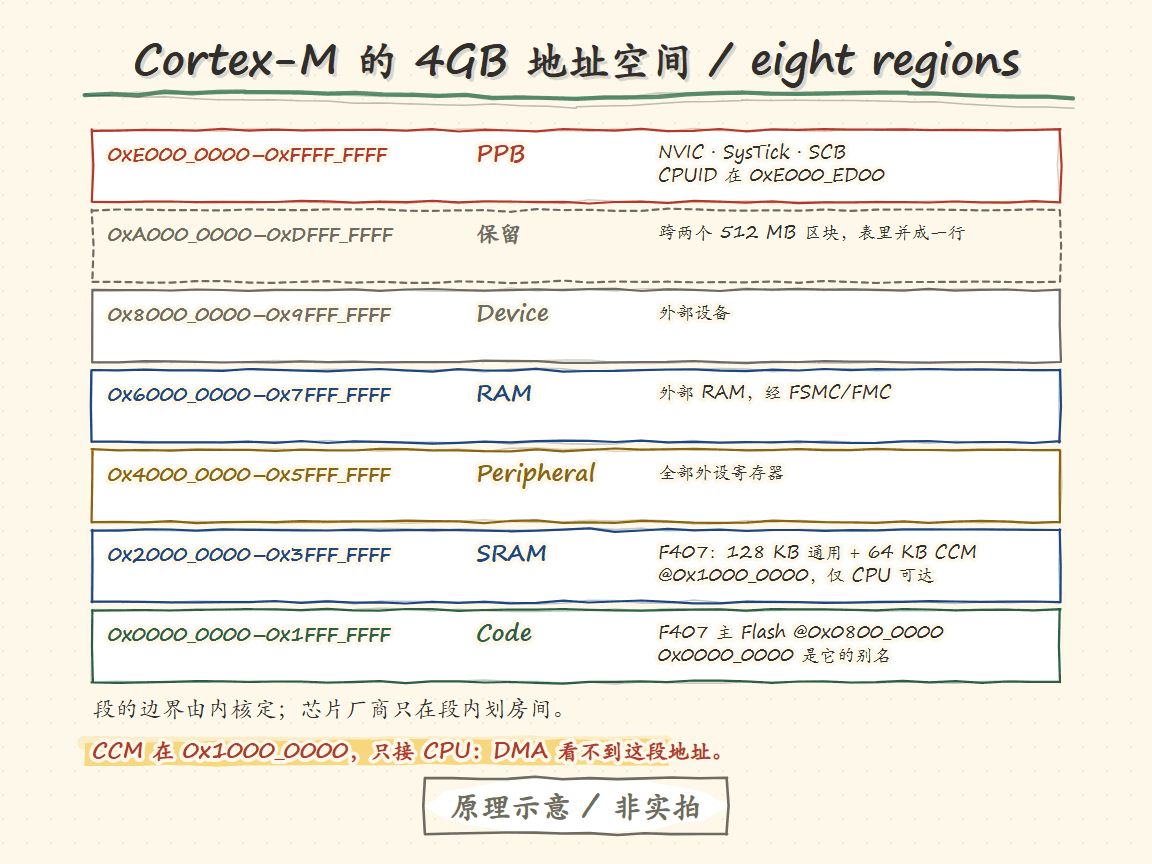 Cortex-M 的 4GB 地址空间 / eight regions
0xE000_0000–0xFFFF_FFFF PPB NVIC · SysTick · SCB
CPUID 在 0xE000_ED00
0xA000_0000–0xDFFF_FFFF 保留 跨两个 512 MB 区块，表里并成一行
0x8000_0000–0x9FFF_FFFF Device 外部设备
0x6000_0000–0x7FFF_FFFF RAM 外部 RAM，经 FSMC/FMC
0x4000_0000–0x5FFF_FFFF Peripheral 全部外设寄存器
0x2000_0000–0x3FFF_FFFF SRAM F407：128 KB 通用 + 64 KB CCM
@0x1000_0000，仅 CPU 可达
0x0000_0000–0x1FFF_FFFF Code F407 主 Flash @0x0800_0000
0x0000_0000 是它的别名
段的边界由内核定；芯片厂商只在段内划房间。
CCM 在 0x1000_0000，只接 CPU：DMA 看不到这段地址。
原理示意 / 非实拍